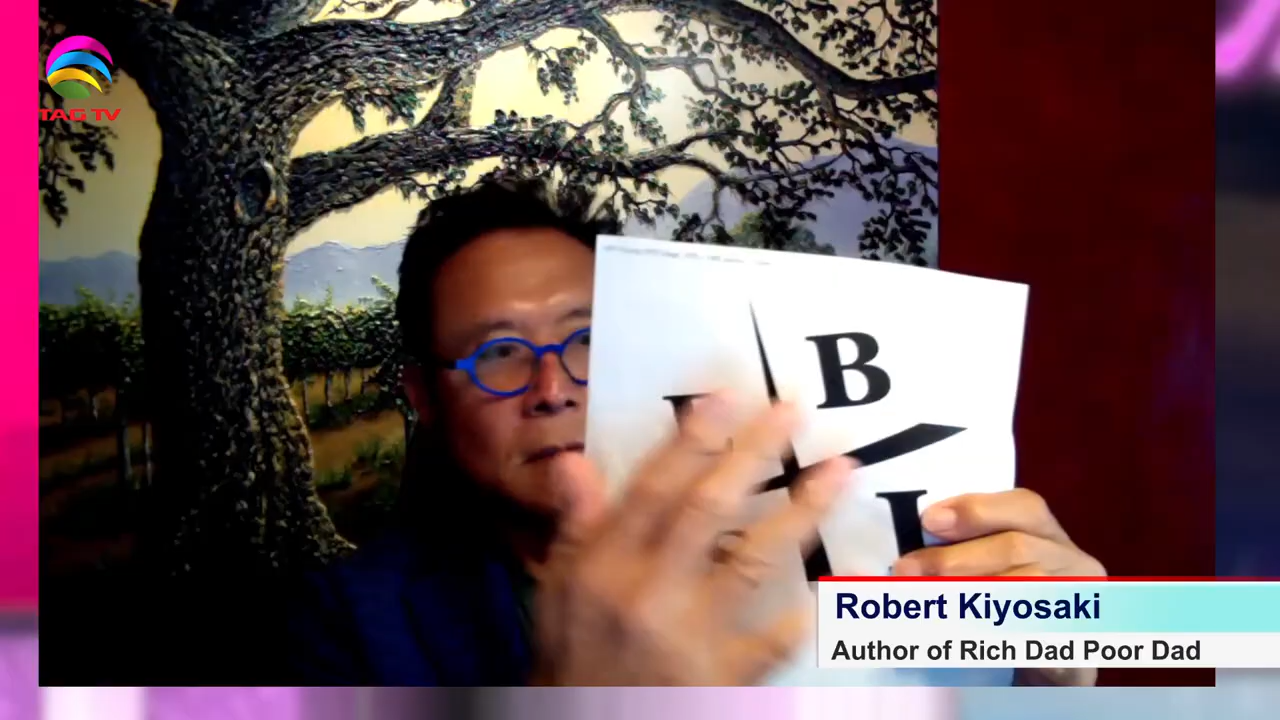 TAG TV
B
I
Robert Kiyosaki
Author of Rich Dad Poor Dad